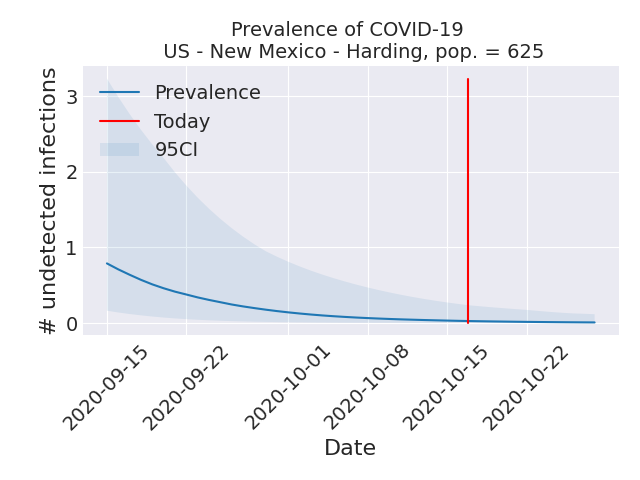 Prevalence of COVID-19
US - New Mexico - Harding, pop. = 625
# undetected infections
3
2
1
0
Prevalence
Today
95CI
2020-09-15
2020-09-22
2020-10-01
2020-10-08
2020-10-15
2020-10-22
Date